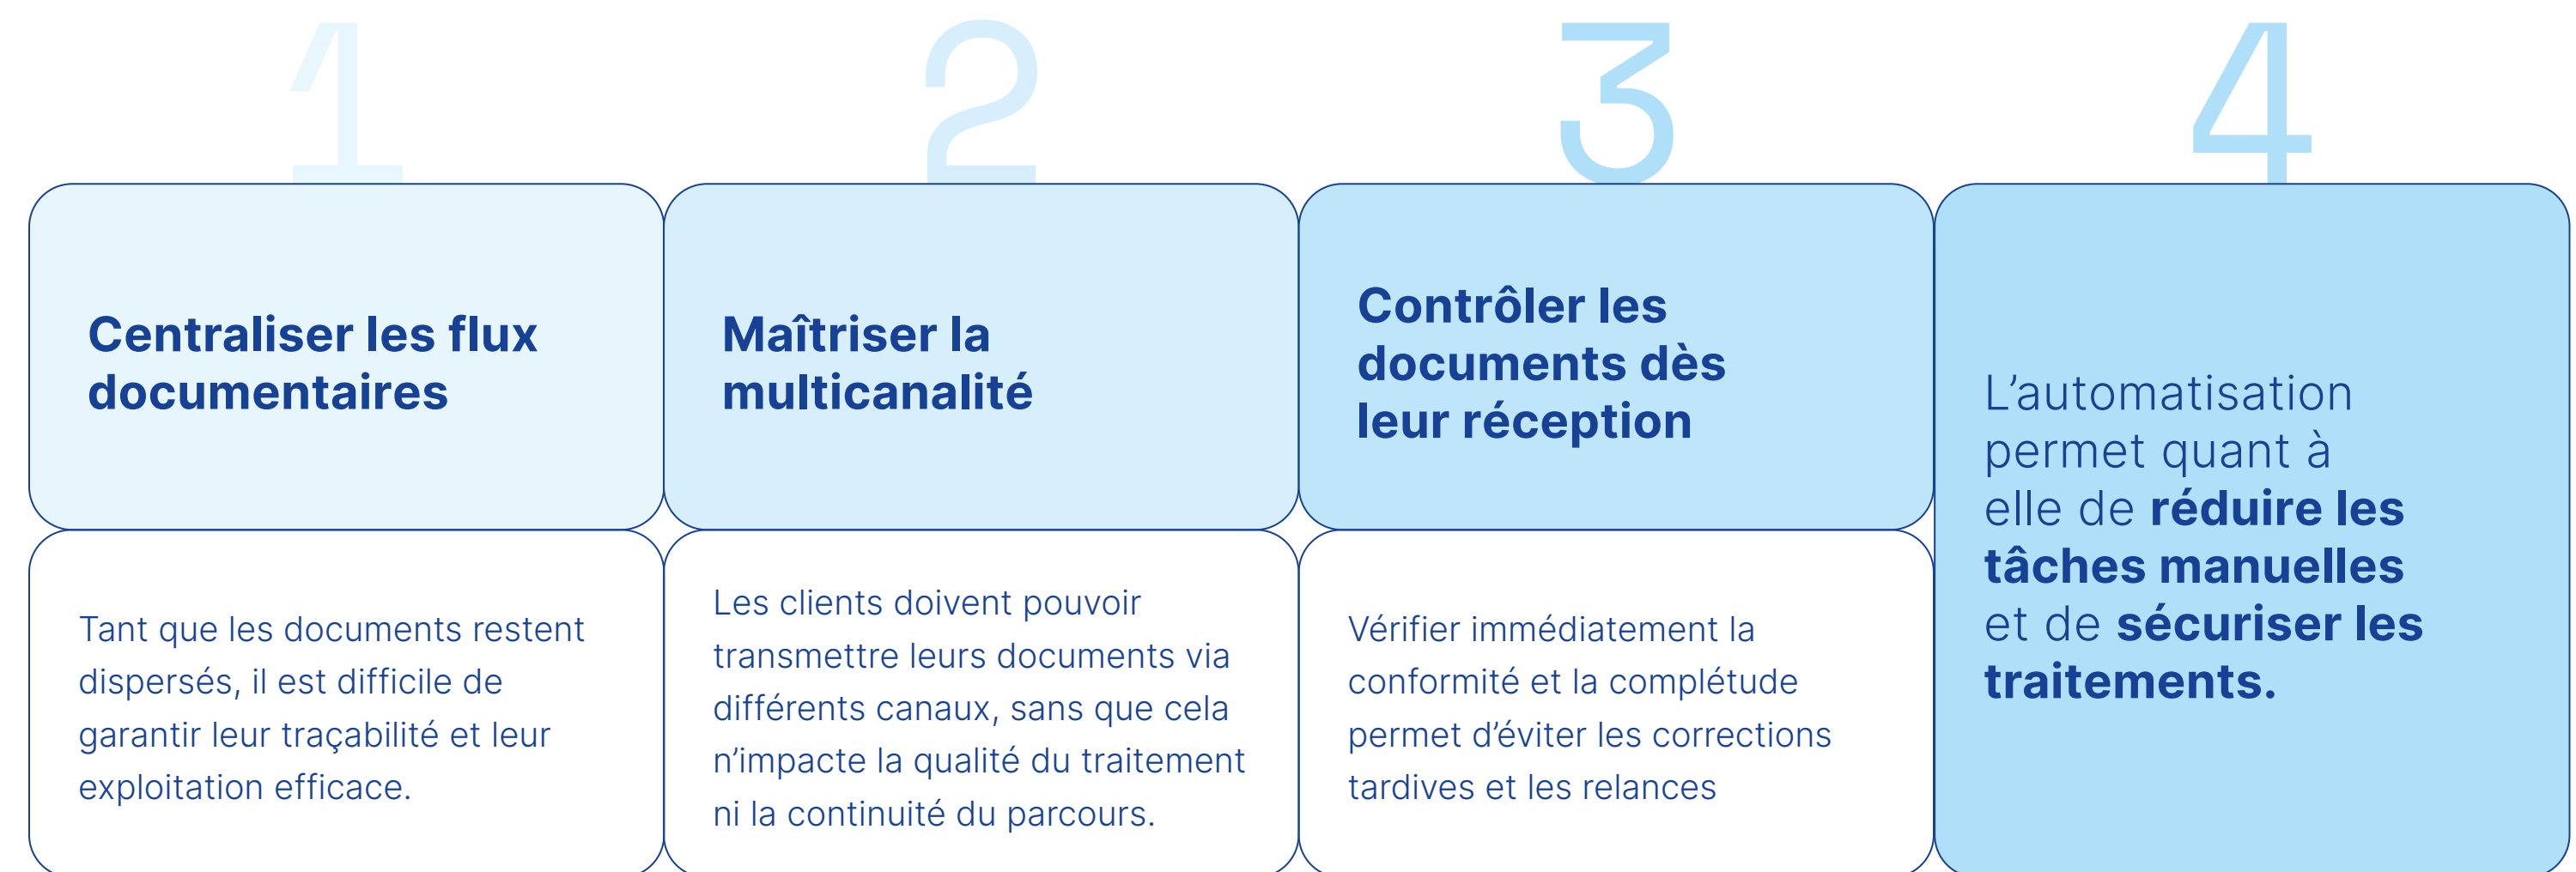 1
Centraliser les flux
documentaires
Tant que les documents restent
dispersés, il est difficile de
garantir leur traçabilité et leur
exploitation efficace.
2
Maîtriser la
multicanalité
Les clients doivent pouvoir
transmettre leurs documents via
différents canaux, sans que cela
n’impacte la qualité du traitement
ni la continuité du parcours.
3
Contrôler les
documents dès
leur réception
Vérifier immédiatement la
conformité et la complétude
permet d’éviter les corrections
tardives et les relances
4
L’automatisation
permet quant à
elle de réduire les
tâches manuelles
et de sécuriser les
traitements.